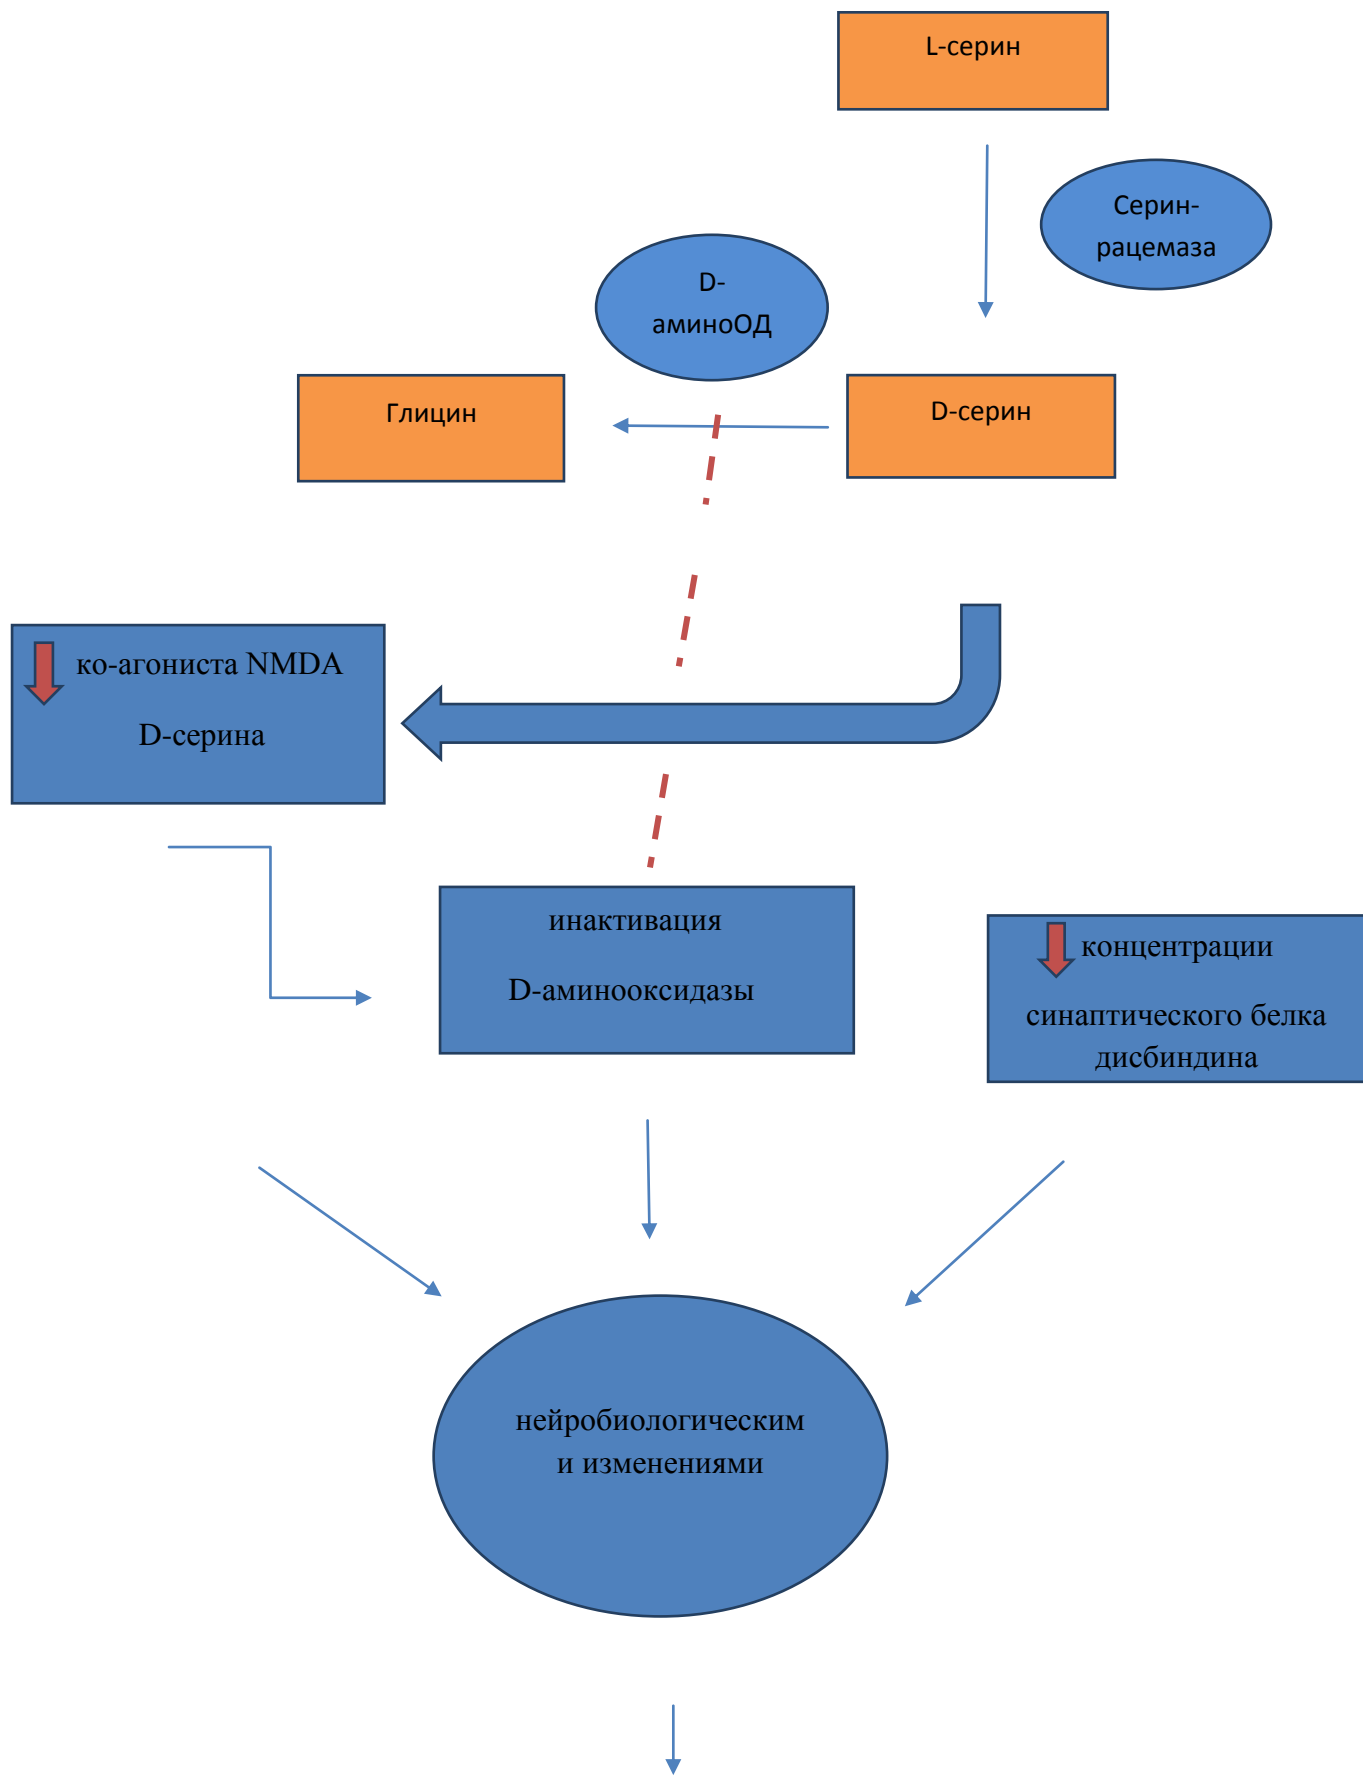 L-серин
Серин-
рацемаза
D-
аминоОД
Глицин
D-серин
ко-агониста NMDA
D-серина
инактивация
D-аминооксидазы
концентрации
синаптического белка
дисбиндина
нейробиологическим
и изменениями